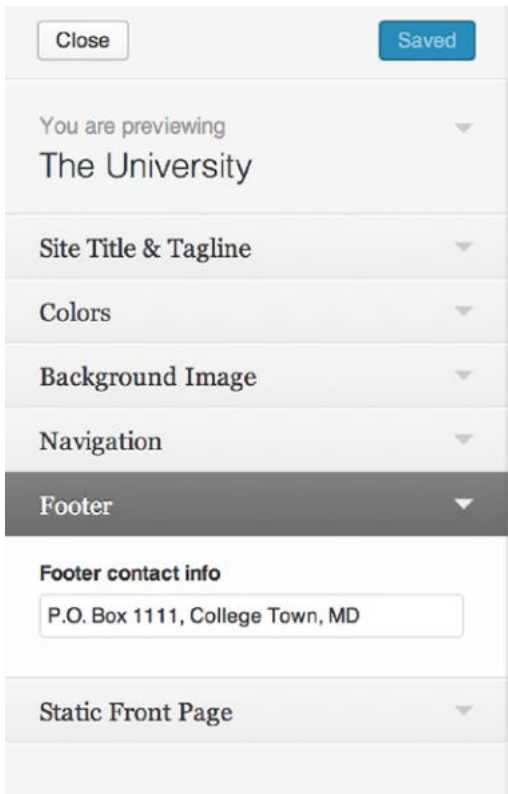 Close
Saved
You are previewing
The University
Site Title & Tagline
Colors
Background Image
Navigation
Footer
Footer contact info
P.O. Box 1111, College Town, MD
Static Front Page